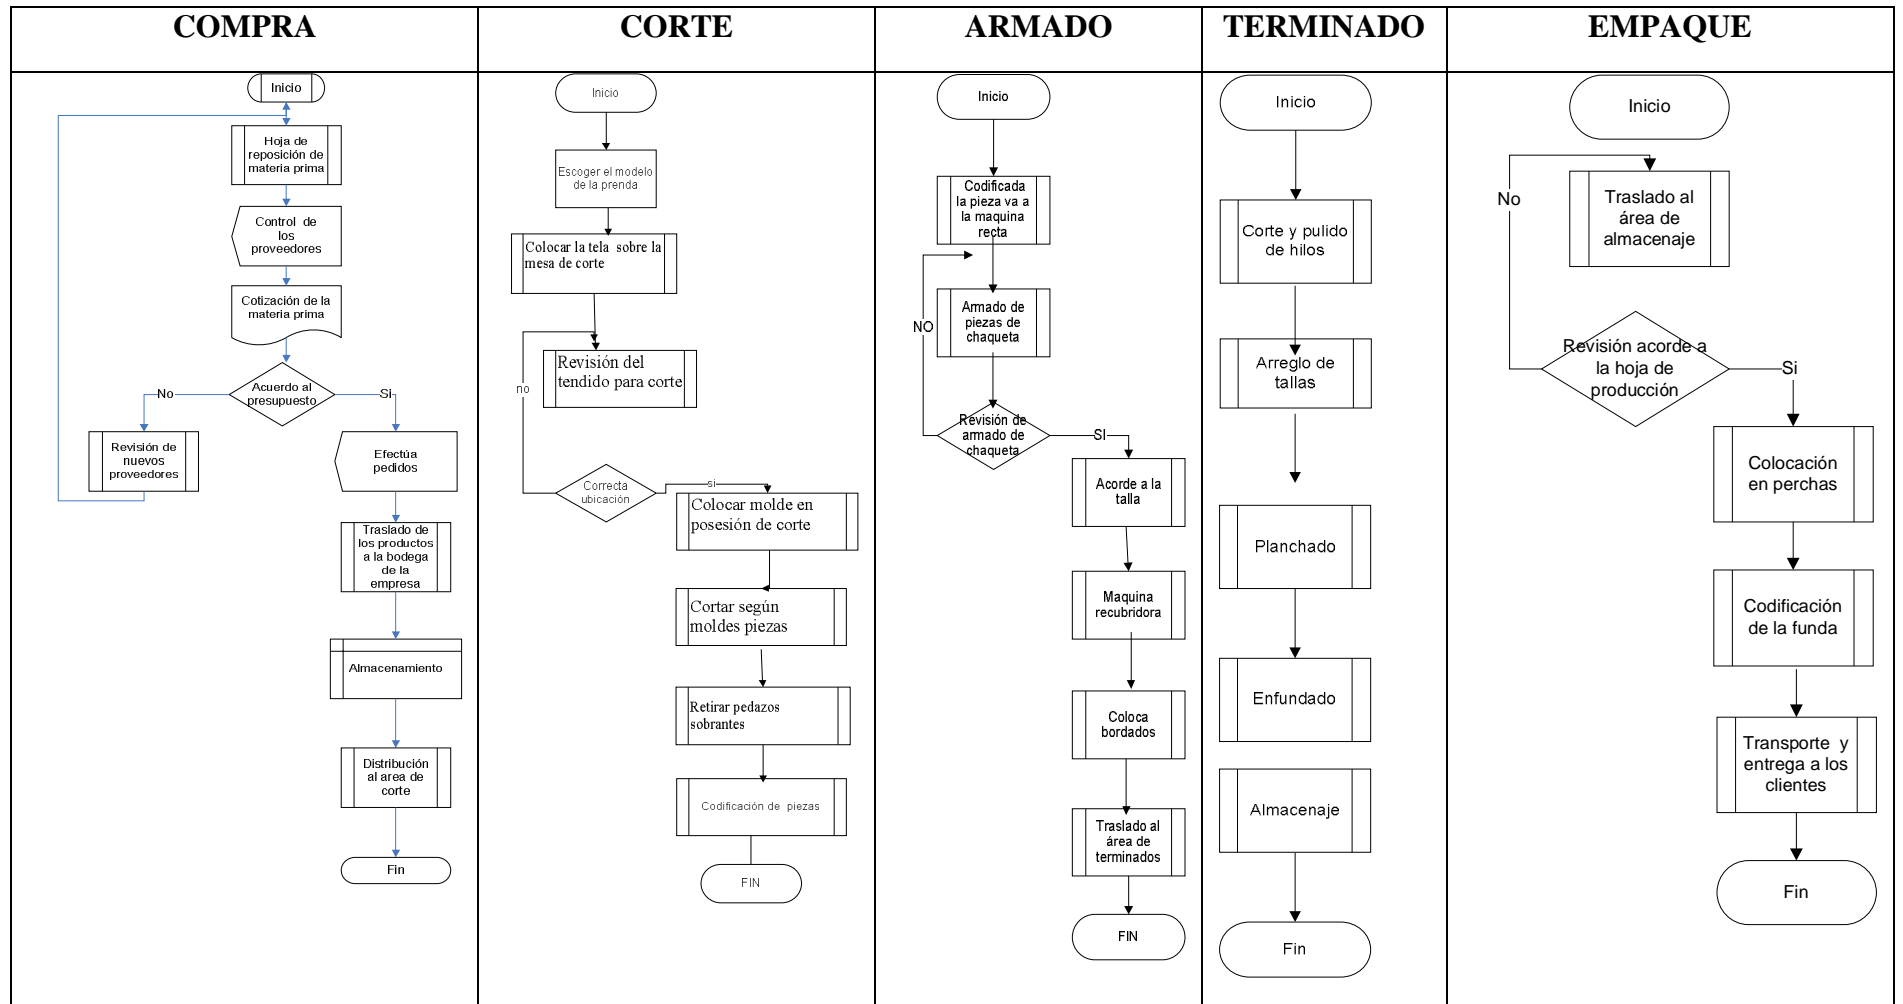 COMPRA
CORTE
ARMADO
TERMINADO
EMPAQUE
Inicio
Hoja de
reposición de
materia prima
Control de
los
proveedores
Cotización de la
materia prima
Acuerdo al
presupuesto
No
Si
Revisión de
nuevos
proveedores
Efectúa
pedidos
Traslado de
los productos
a la bodega
de la
empresa
Almacenamiento
Distribución
al area de
corte
Fin
Inicio
Escoger el modelo
de la prenda
Colocar la tela sobre la
mesa de corte
Revisión del
tendido para corte
no
Correcta
ubicación
si
Colocar molde en
posesión de corte
Cortar según
moldes piezas
Retirar pedazos
sobrantes
Codificación de piezas
FIN
Inicio
Codificada
la pieza va a
la maquina
recta
Armado de
piezas de
chaqueta
NO
Revisión de
armado de
chaqueta
SI
Acorde a la
talla
Maquina
recubridora
Coloca
bordados
Traslado al
área de
terminados
FIN
Inicio
Corte y pulido
de hilos
Arreglo de
tallas
Planchado
Enfundado
Almacenaje
Fin
Inicio
Traslado al
área de
almacenaje
No
Revisión acorde a
la hoja de
producción
Si
Colocación
en perchas
Codificación
de la funda
Transporte y
entrega a los
clientes
Fin